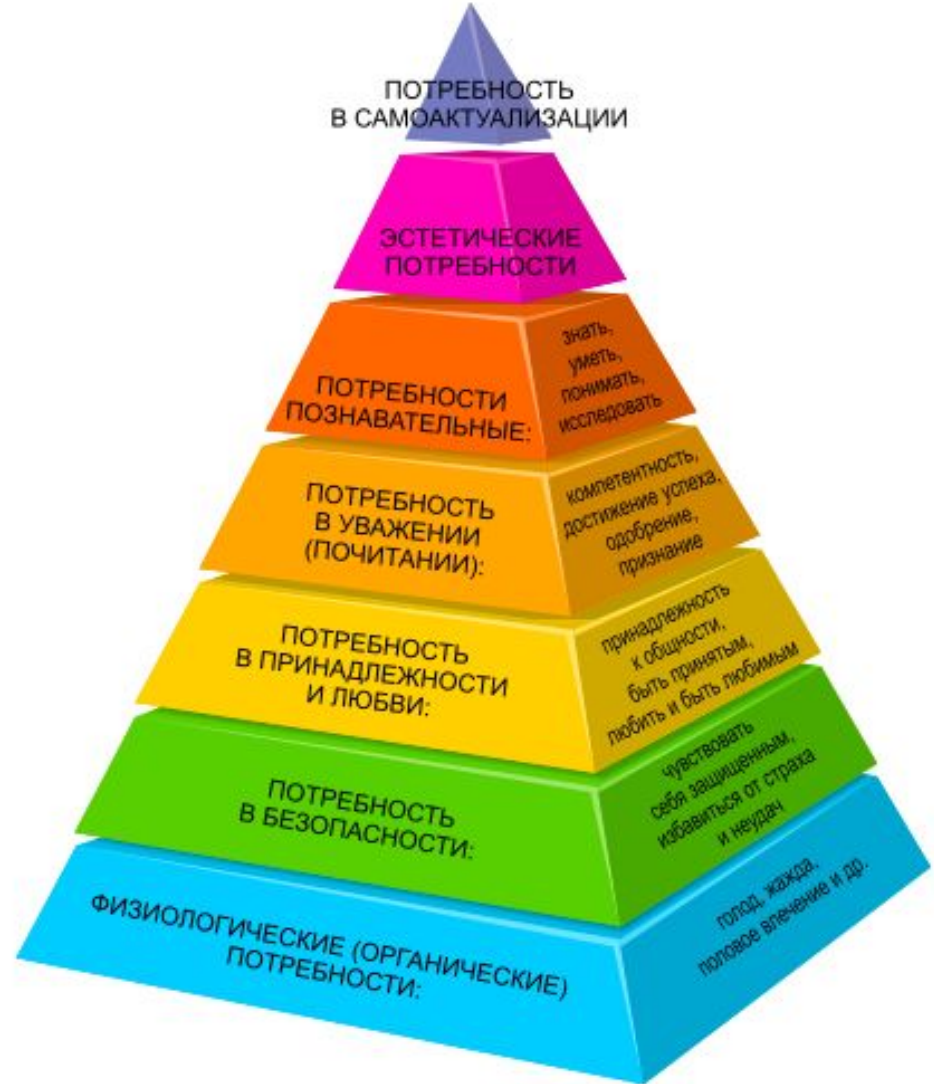 ПОТРЕБНОСТЬ
В САМОАКТУАЛИЗАЦИИ
ЭСТЕТИЧЕСКИЕ
ПОТРЕБНОСТИ
ПОТРЕБНОСТИ
ПОЗНАВАТЕЛЬНЫЕ:
знать,
уметь,
понимать,
исследовать
ПОТРЕБНОСТЬ
В УВАЖЕНИИ
(ПОЧИТАНИИ):
компетентность,
достижение успеха,
одобрение,
признание
ПОТРЕБНОСТЬ
В ПРИНАДЛЕЖНОСТИ
И ЛЮБВИ:
принадлежность
к общности,
быть принятым,
любить и быть любимым
ПОТРЕБНОСТЬ
В БЕЗОПАСНОСТИ:
чувствовать
себя защищенным,
избавиться от страха
и неудач
ФИЗИОЛОГИЧЕСКИЕ (ОРГАНИЧЕСКИЕ)
ПОТРЕБНОСТИ:
голод, жажда,
половое влечение и др.